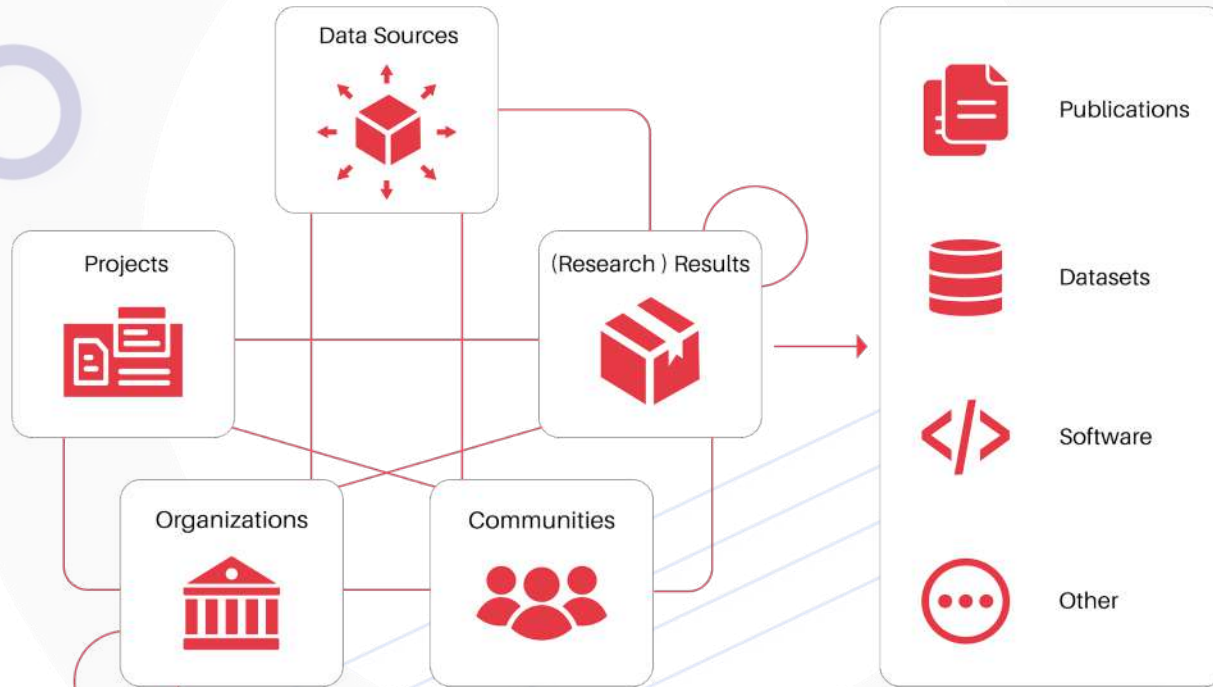 Data Sources
Projects
(Research ) Results
Organizations
Communities
Publications
Datasets
Software
Other